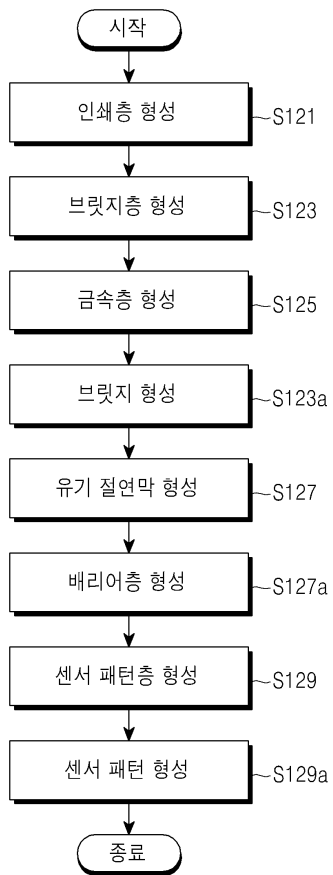 시작
인쇄층 형성
S121
브릿지층 형성
S123
금속층 형성
S125
브릿지 형성
S123a
유기 절연막 형성
S127
배리어층 형성
S127a
센서 패턴층 형성
S129
센서 패턴 형성
S129a
종료